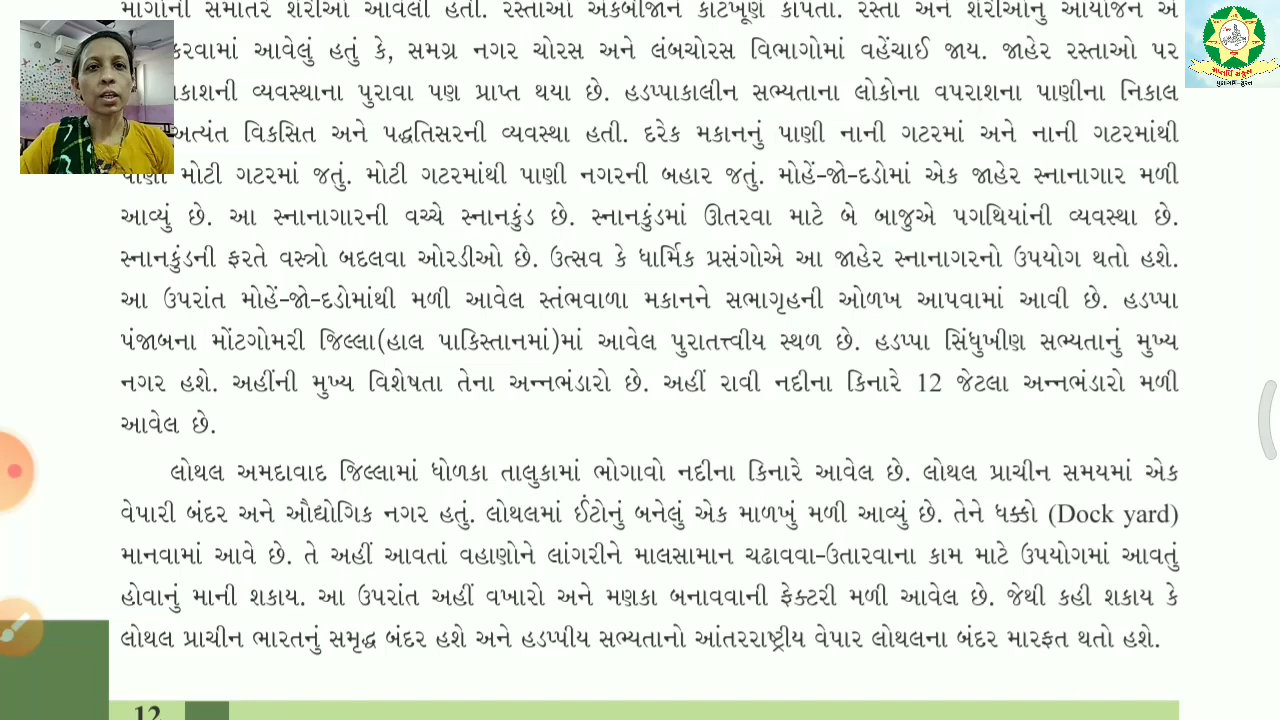 માર્ગોની સમાંતરે શેરીઓ આવેલી હતી. રસ્તાઓ એકબીજાને કાટખૂણે કાપતા. રસ્તા અને શેરીઓનું આયોજન એ
કરવામાં આવેલું હતું કે, સમગ્ર નગર ચોરસ અને લંબચોરસ વિભાગોમાં વહેંચાઈ જાય. જાહેર રસ્તાઓ પર
કાશની વ્યવસ્થાના પુરાવા પણ પ્રાપ્ત થયા છે. હડપ્પાકાલીન સભ્યતાના લોકોના વપરાશના પાણીના નિકાલ
અત્યંત વિકસિત અને પદ્ધતિસરની વ્યવસ્થા હતી. દરેક મકાનનું પાણી નાની ગટરમાં અને નાની ગટરમાંથી
પાણી મોટી ગટરમાં જતું. મોટી ગટરમાંથી પાણી નગરની બહાર જતું. મોહેં-જો-દડોમાં એક જાહેર સ્નાનાગાર મળી
આવ્યું છે. આ સ્નાનાગારની વચ્ચે સ્નાનકુંડ છે. સ્નાનકુંડમાં ઊતરવા માટે બે બાજુએ પગથિયાંની વ્યવસ્થા છે.
સ્નાનકુંડની ફરતે વસ્ત્રો બદલવા ઓરડીઓ છે. ઉત્સવ કે ધાર્મિક પ્રસંગોએ આ જાહેર સ્નાનાગરનો ઉપયોગ થતો હશે.
આ ઉપરાંત મોહેં-જો-દડોમાંથી મળી આવેલ સ્તંભવાળા મકાનને સભાગૃહની ઓળખ આપવામાં આવી છે. હડપ્પા
પંજાબના મોંટગોમરી જિલ્લા(હાલ પાકિસ્તાનમાં)માં આવેલ પુરાતત્ત્વીય સ્થળ છે. હડપ્પા સિંધુખીણ સભ્યતાનું મુખ્ય
નગર હશે. અહીંની મુખ્ય વિશેષતા તેના અન્નભંડારો છે. અહીં રાવી નદીના કિનારે 12 જેટલા અન્નભંડારો મળી
આવેલ છે.
લોથલ અમદાવાદ જિલ્લામાં ધોળકા તાલુકામાં ભોગાવો નદીના કિનારે આવેલ છે. લોથલ પ્રાચીન સમયમાં એક
વેપારી બંદર અને ઔદ્યોગિક નગર હતું. લોથલમાં ઈંટોનું બનેલું એક માળખું મળી આવ્યું છે. તેને ધક્કો (Dock yard)
માનવામાં આવે છે. તે અહીં આવતાં વહાણોને લાંગરીને માલસામાન ચઢાવવા-ઉતારવાના કામ માટે ઉપયોગમાં આવતું
હોવાનું માની શકાય. આ ઉપરાંત અહીં વખારો અને મણકા બનાવવાની ફેક્ટરી મળી આવેલ છે. જેથી કહી શકાય કે
લોથલ પ્રાચીન ભારતનું સમૃદ્ધ બંદર હશે અને હડપ્પીય સભ્યતાનો આંતરરાષ્ટ્રીય વેપાર લોથલના બંદર મારફત થતો હશે.
12